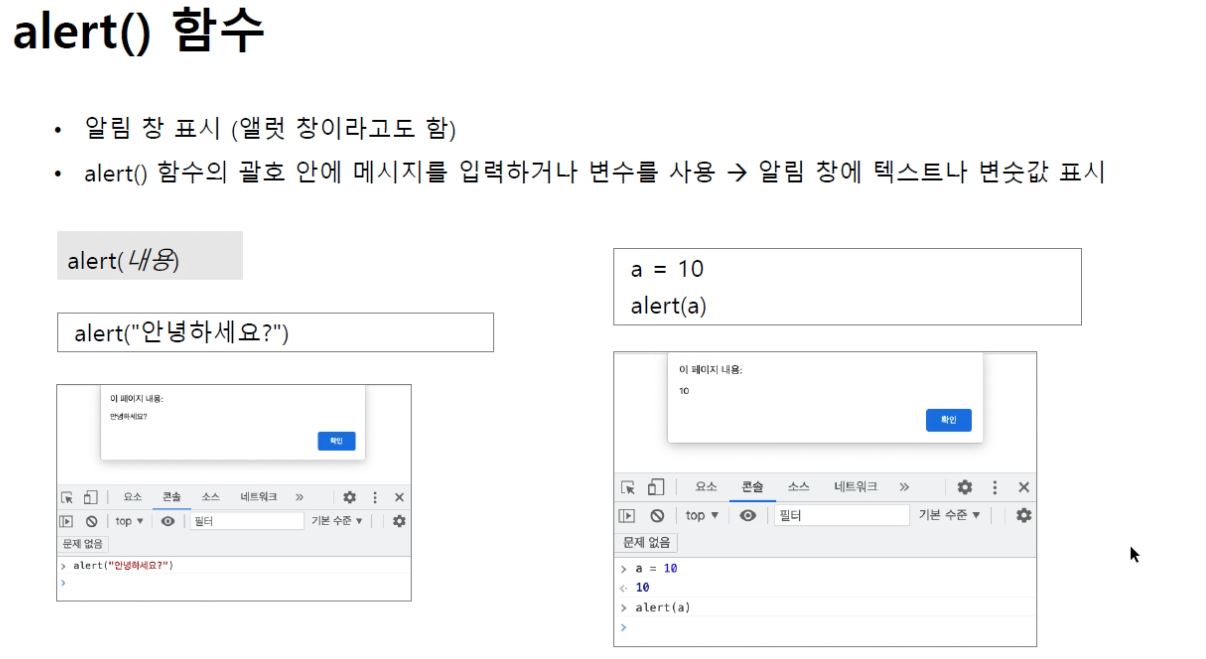 alert() 함수
• 알림 창 표시 (앨럿 창이라고도 함)
• alert() 함수의 괄호 안에 메시지를 입력하거나 변수를 사용 → 알림 창에 텍스트나 변숫값 표시
alert(내용)
alert("안녕하세요?")
이 페이지 내용:
안녕하세요?
확인
요소 콘솔 소스 네트워크 »
top ▼ 필터 기본 수준 ▼
문제 없음
> alert("안녕하세요?")
>
a = 10
alert(a)
이 페이지 내용:
10
확인
요소 콘솔 소스 네트워크 »
top ▼ 필터 기본 수준 ▼
문제 없음
> a = 10
< 10
> alert(a)
>